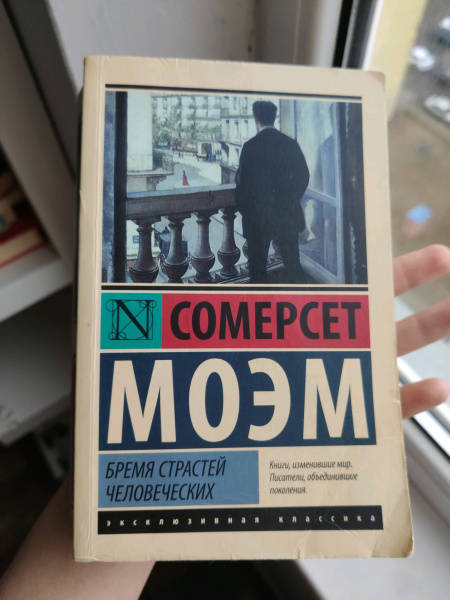 N
СОМЕРСЕТ
МОЭМ
БРЕМЯ СТРАСТЕЙ
ЧЕЛОВЕЧЕСКИХ
Книги, изменившие мир.
Писатели, объединившие
поколения.
эксклюзивная классика